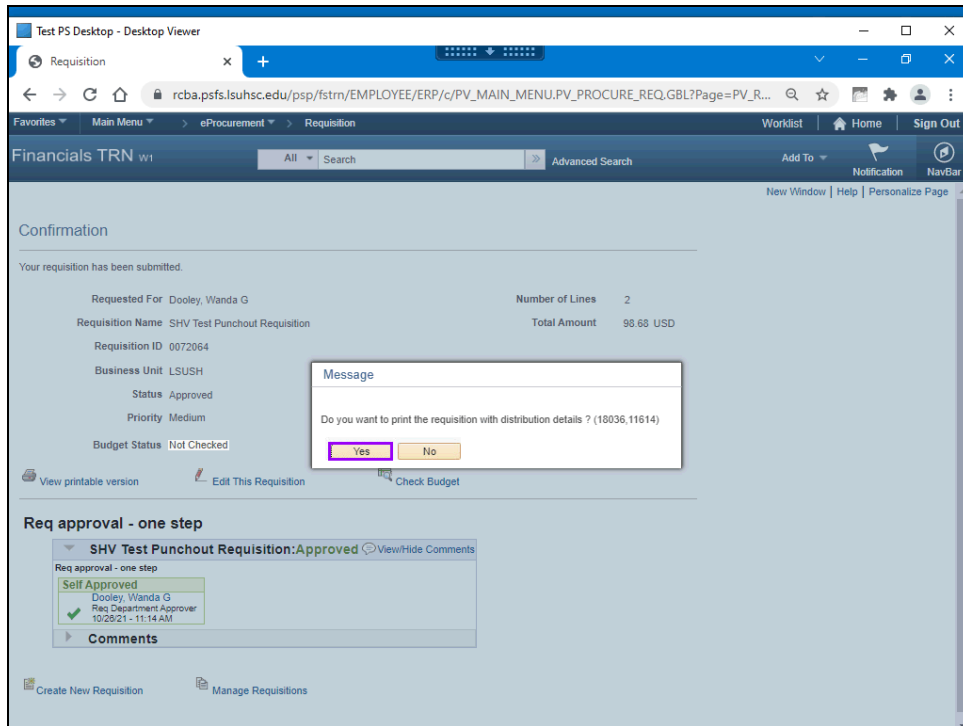 Test PS Desktop - Desktop Viewer
Requisition
rcba.psfs.lsuhsc.edu/psp/fstrn/EMPLOYEE/ERP/c/PV_MAIN_MENU.PV_PROCURE_REQ.GBL?Page=PV_R...
Favorites Main Menu > eProcurement > Requisition Worklist Home Sign Out
Financials TRN W1 All Search Advanced Search Add To Notification NavBar
New Window | Help | Personalize Page
Confirmation
Your requisition has been submitted.
Requested For Dooley, Wanda G Number of Lines 2
Requisition Name SHV Test Punchout Requisition Total Amount 98.68 USD
Requisition ID 0072064
Business Unit LSUSH
Status Approved
Priority Medium
Budget Status Not Checked
Message
Do you want to print the requisition with distribution details ? (18036,11614)
Yes No
View printable version Edit This Requisition Check Budget
Req approval - one step
SHV Test Punchout Requisition:Approved View/Hide Comments
Req approval - one step
Self Approved
Dooley, Wanda G
Req Department Approver
10/26/21 - 11:14 AM
Comments
Create New Requisition Manage Requisitions